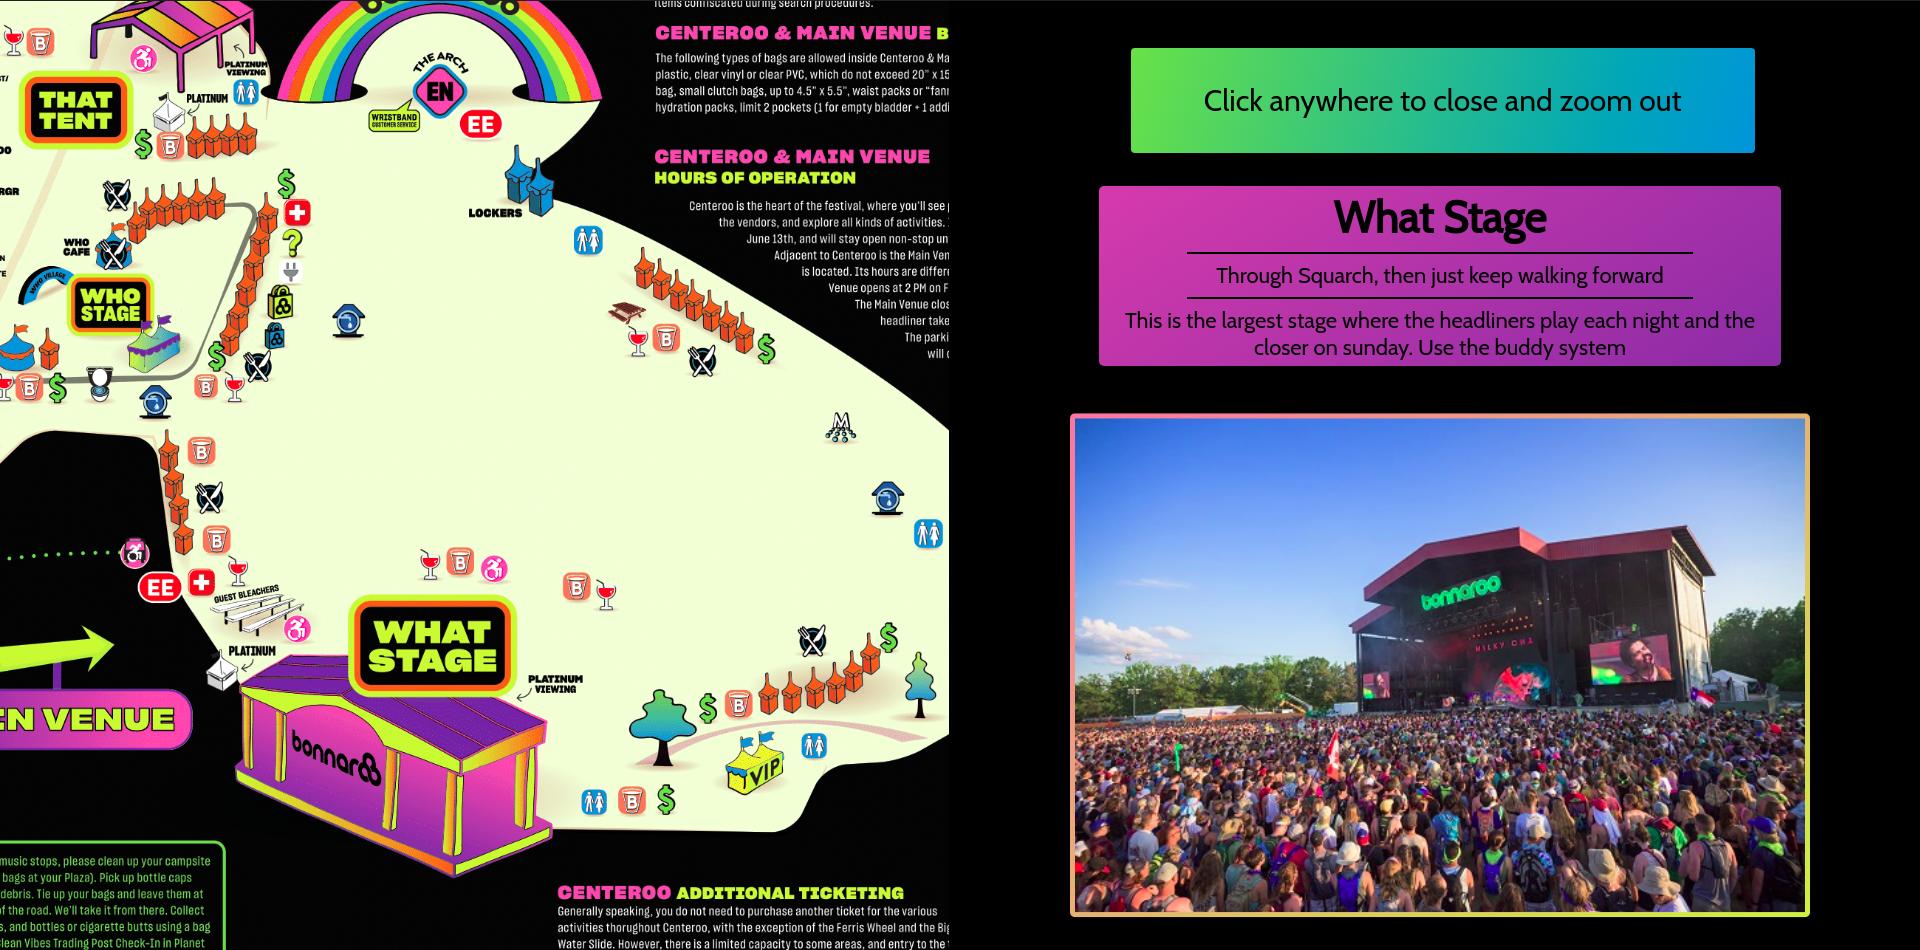 items confiscated during search procedures.
CENTEROO & MAIN VENUE B
The following types of bags are allowed inside Centeroo & Ma
plastic, clear vinyl or clear PVC, which do not exceed 20" x 15
bag, small clutch bags, up to 4.5" x 5.5", waist packs or "fann
hydration packs, limit 2 pockets (1 for empty bladder + 1 addi
CENTEROO & MAIN VENUE
HOURS OF OPERATION
Centeroo is the heart of the festival, where you'll see
the vendors, and explore all kinds of activities.
June 13th, and will stay open non-stop un
Adjacent to Centeroo is the Main Ven
is located. Its hours are differe
Venue opens at 2 PM on F
The Main Venue clos
headliner take
The parki
will
THE ARCH
EN
WRISTBAND
CUSTOMER SERVICE
EE
PLATINUM
VIEWING
THAT
TENT
PLATINUM
B
B
LOCKERS
WHO
CAFE
WHO VILLAGE
WHO
STAGE
B
B
B
B
B
M
EE
GUEST BLEACHERS
PLATINUM
B
B
WHAT
STAGE
PLATINUM
VIEWING
EN VENUE
bonnaroo
B
VIP
B
music stops, please clean up your campsite
bags at your Plaza). Pick up bottle caps
debris. Tie up your bags and leave them at
of the road. We'll take it from there. Collect
s, and bottles or cigarette butts using a bag
Clean Vibes Trading Post Check-In in Planet
CENTEROO ADDITIONAL TICKETING
Generally speaking, you do not need to purchase another ticket for the various
activities thorughout Centeroo, with the exception of the Ferris Wheel and the Big
Water Slide. However, there is a limited capacity to some areas, and entry to the
Click anywhere to close and zoom out
What Stage
Through Squarch, then just keep walking forward
This is the largest stage where the headliners play each night and the
closer on sunday. Use the buddy system
bonnaroo
MILKY CHA